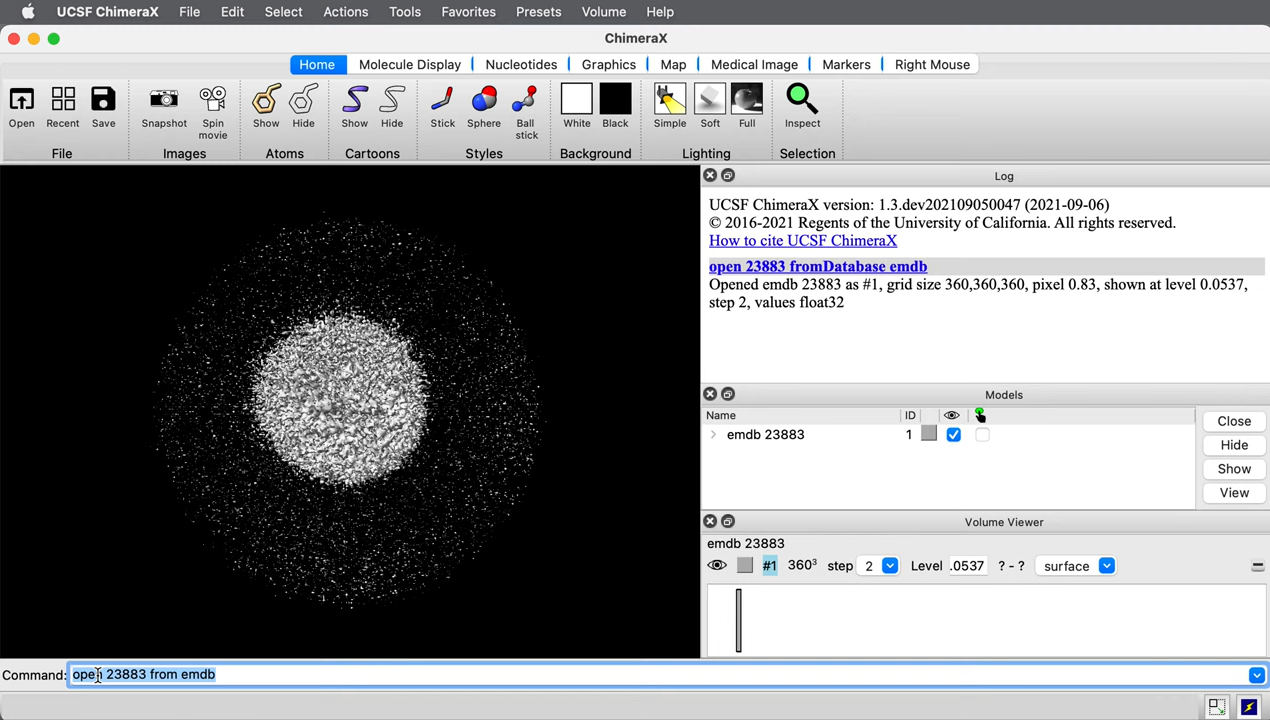 UCSF ChimeraX File Edit Select Actions Tools Favorites Presets Volume Help
ChimeraX
Home Molecule Display Nucleotides Graphics Map Medical Image Markers Right Mouse
Open Recent Save Snapshot Spin movie Show Hide Show Hide Stick Sphere Ball stick White Black Simple Soft Full Inspect
File Images Atoms Cartoons Styles Background Lighting Selection
Log
UCSF ChimeraX version: 1.3.dev202109050047 (2021-09-06)
© 2016-2021 Regents of the University of California. All rights reserved.
How to cite UCSF ChimeraX
open 23883 fromDatabase emdb
Opened emdb 23883 as #1, grid size 360,360,360, pixel 0.83, shown at level 0.0537,
step 2, values float32
Models
Name ID
emdb 23883 1
Close
Hide
Show
View
Volume Viewer
emdb 23883
#1 360³ step 2 Level .0537 ? - ? surface
Command: open 23883 from emdb